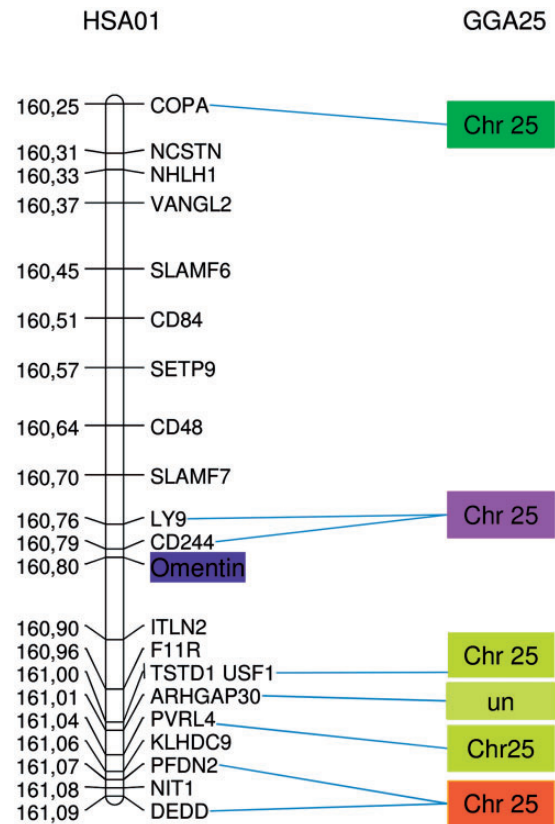 HSA01 GGA25
160,25 COPA Chr 25
160,31 NCSTN
160,33 NHLH1
160,37 VANGL2
160,45 SLAMF6
160,51 CD84
160,57 SETP9
160,64 CD48
160,70 SLAMF7
160,76 LY9 Chr 25
160,79 CD244
160,80 Omentin
160,90 ITLN2
160,96 F11R Chr 25
161,00 TSTD1 USF1
161,01 ARHGAP30 un
161,04 PVRL4 Chr25
161,06 KLHDC9
161,07 PFDN2
161,08 NIT1 Chr 25
161,09 DEDD